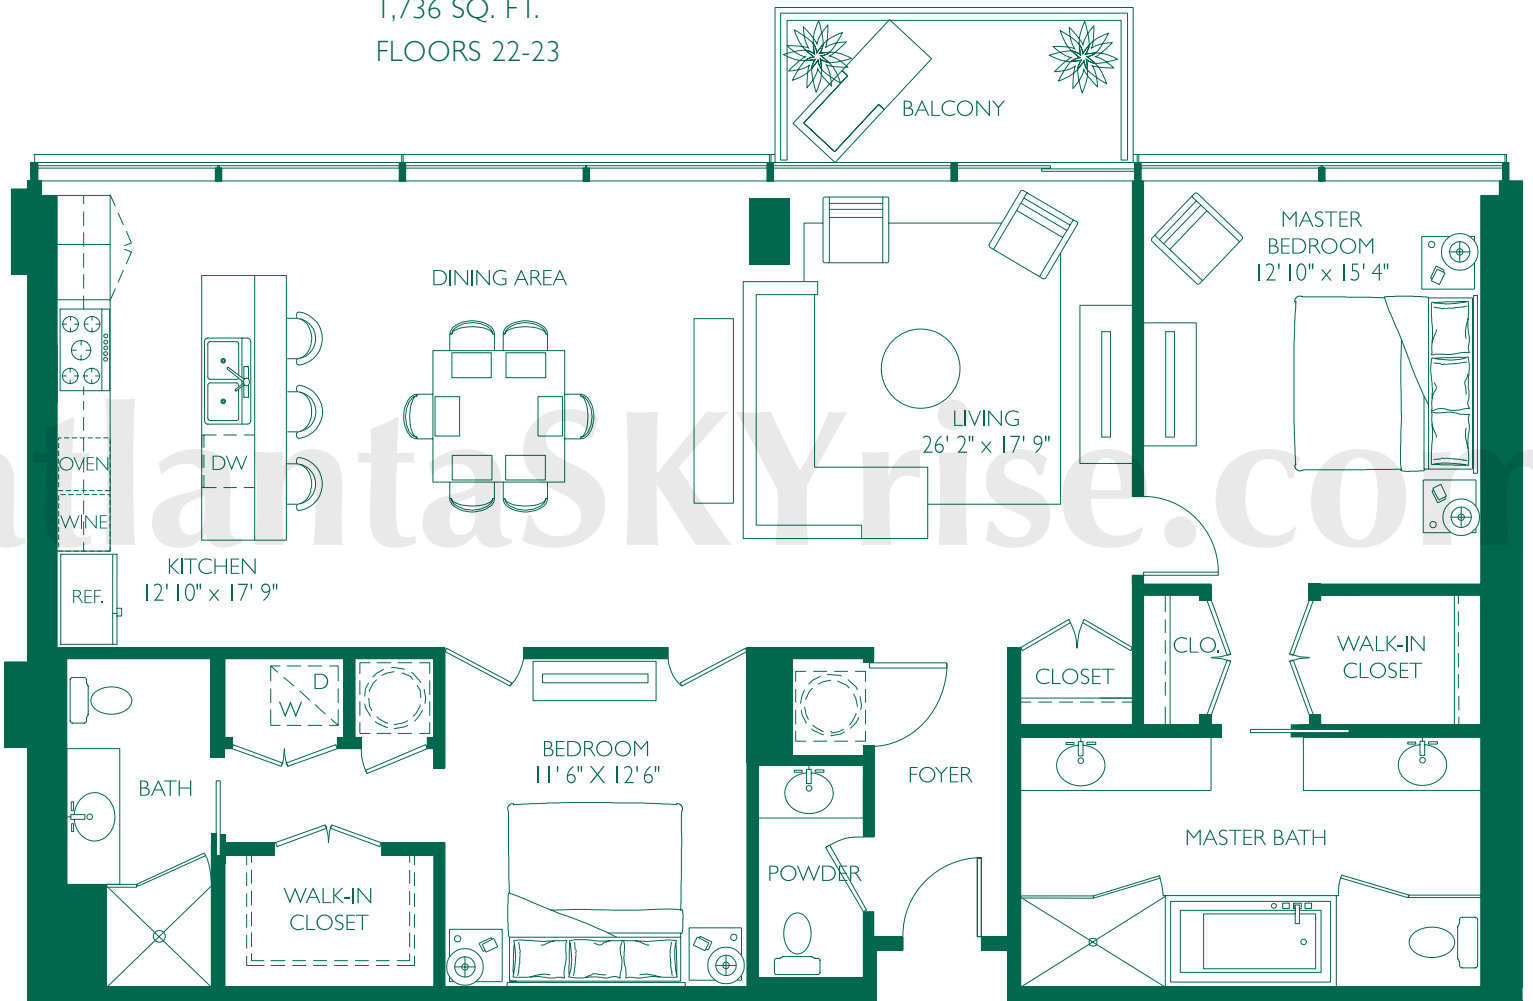 1,736 SQ. FT.
FLOORS 22-23
BALCONY
MASTER
BEDROOM
12' 10" x 15' 4"
DINING AREA
LIVING
26' 2" x 17' 9"
OVEN
DW
WINE
atlantaSKYrise.com
KITCHEN
12' 10" x 17' 9"
REF.
CLO.
WALK-IN
CLOSET
CLOSET
D
W
BEDROOM
11' 6" X 12'6"
BATH
FOYER
MASTER BATH
POWDER
WALK-IN
CLOSET